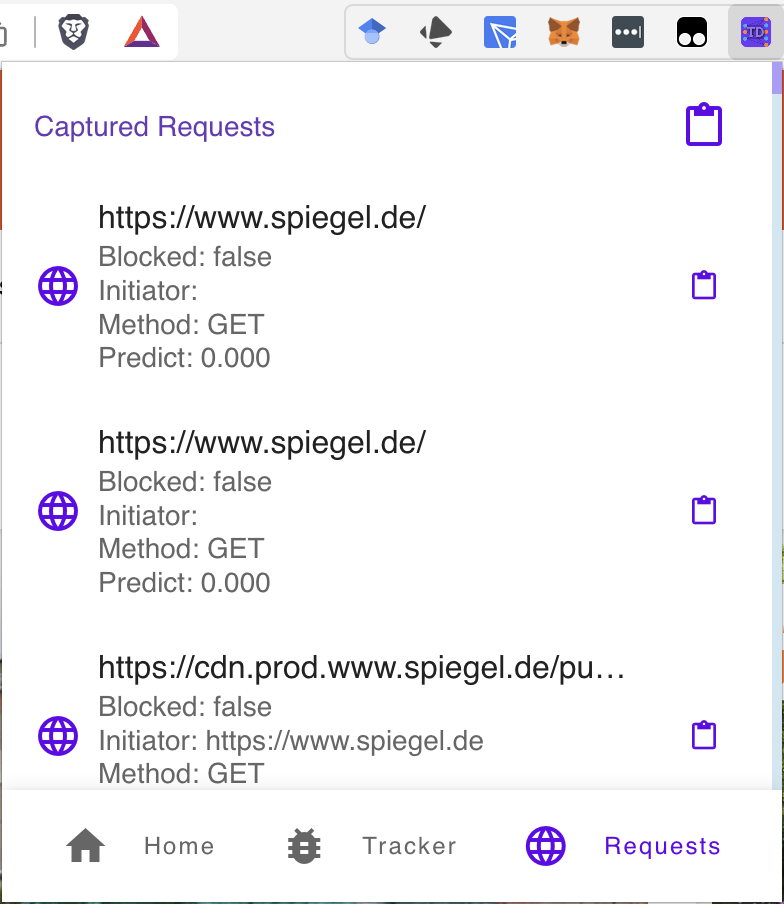 TD
Captured Requests
https://www.spiegel.de/
Blocked: false
Initiator:
Method: GET
Predict: 0.000
https://www.spiegel.de/
Blocked: false
Initiator:
Method: GET
Predict: 0.000
https://cdn.prod.www.spiegel.de/pu…
Blocked: false
Initiator: https://www.spiegel.de
Method: GET
Home
Tracker
Requests